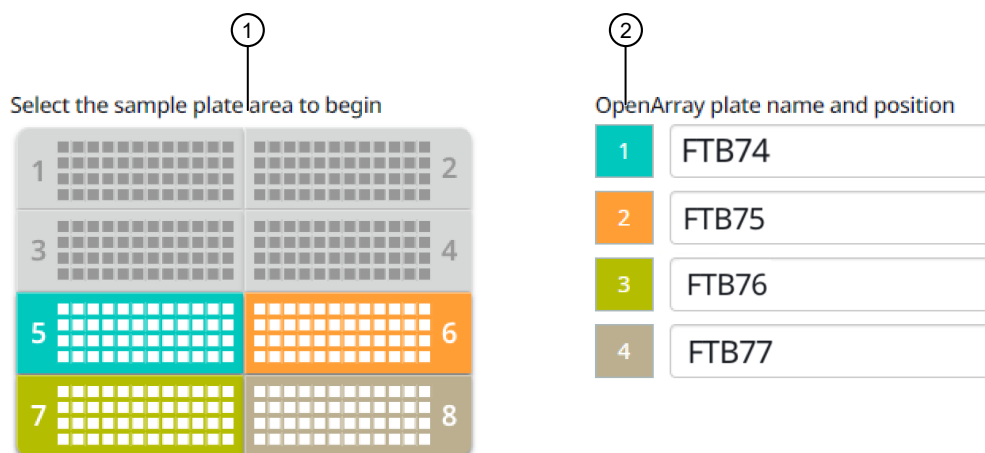 1 2
Select the sample plate area to begin
OpenArray plate name and position
1 2
3 4
5 6
7 8
1 FTB74
2 FTB75
3 FTB76
4 FTB77